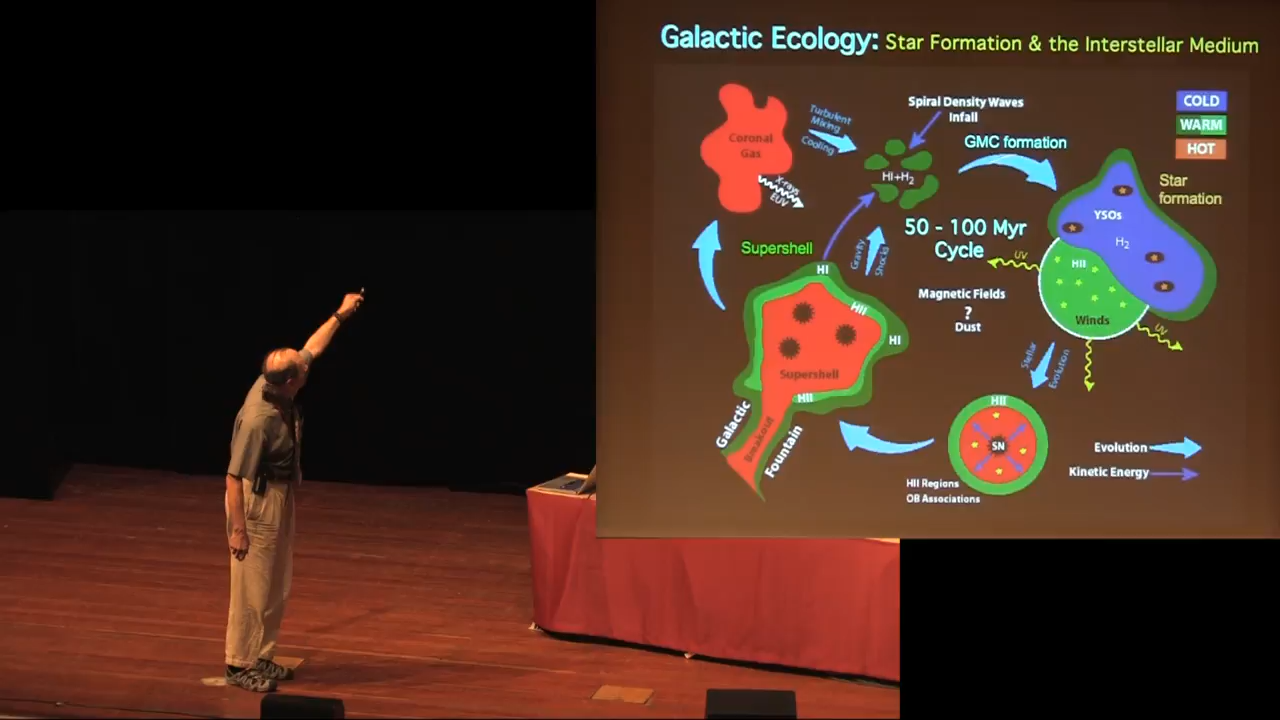 Galactic Ecology: Star Formation & the Interstellar Medium
COLD
WARM
HOT
Coronal
Gas
X-rays
EUV
Turbulent
Mixing
Cooling
Spiral Density Waves
Infall
HI+H2
GMC formation
Star
formation
YSOs
H2
HII
Winds
UV
UV
50 - 100 Myr
Cycle
Magnetic Fields
?
Dust
Gravity
Shocks
Supershell
HI
HII
HI
Supershell
HII
Galactic
Breakout
Fountain
Stellar
Evolution
HII
SN
HII Regions
OB Associations
Evolution
Kinetic Energy